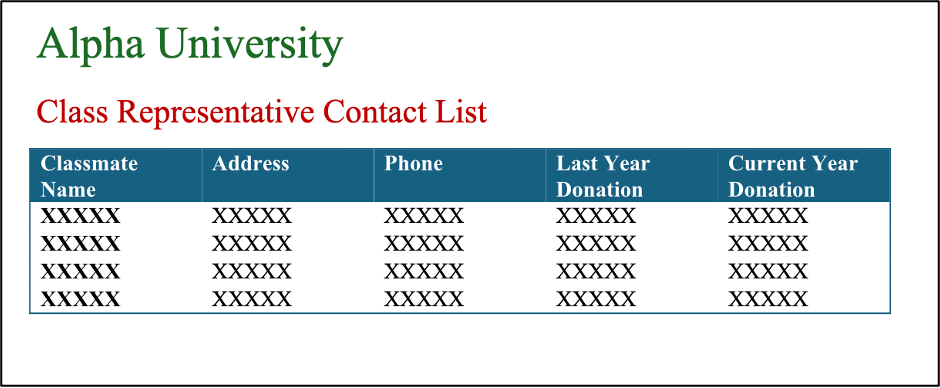 Alpha University
Class Representative Contact List
Classmate Name Address Phone Last Year Donation Current Year Donation
XXXXX XXXXX XXXXX XXXXX XXXXX
XXXXX XXXXX XXXXX XXXXX XXXXX
XXXXX XXXXX XXXXX XXXXX XXXXX
XXXXX XXXXX XXXXX XXXXX XXXXX